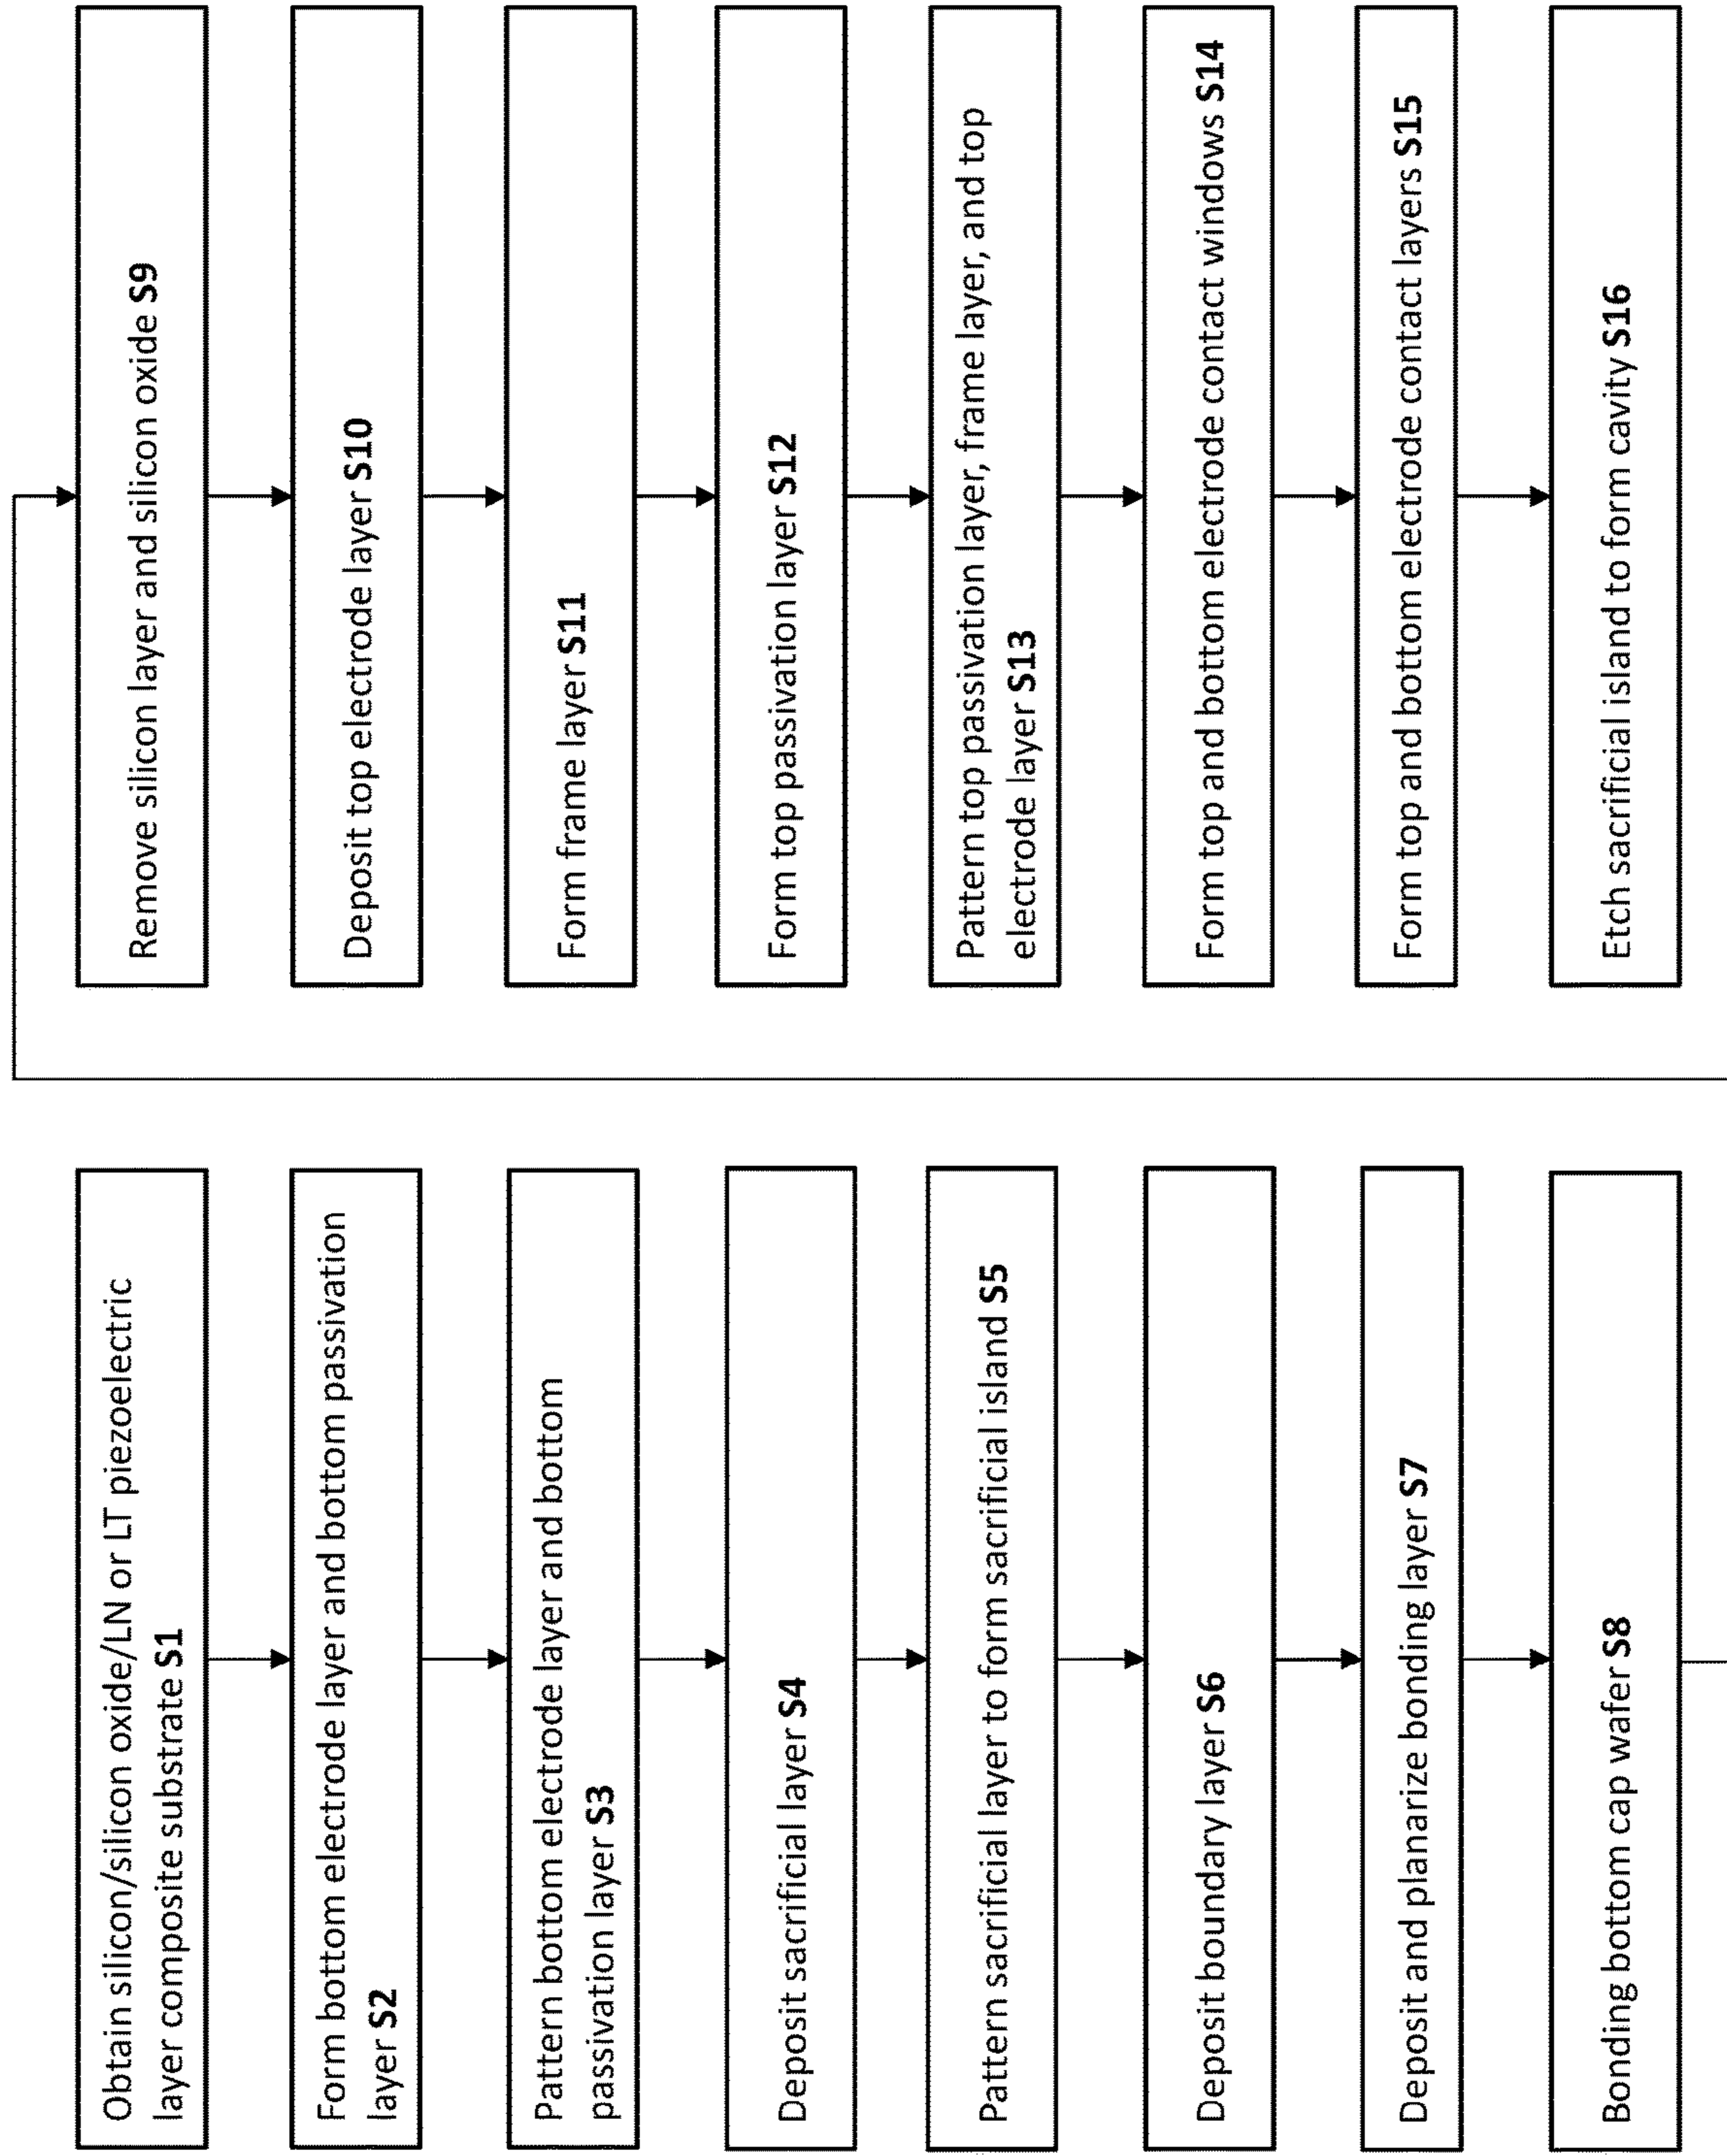 Obtain silicon/silicon oxide/LN or LT piezoelectric
layer composite substrate S1
Form bottom electrode layer and bottom passivation
layer S2
Pattern bottom electrode layer and bottom
passivation layer S3
Deposit sacrificial layer S4
Pattern sacrificial layer to form sacrificial island S5
Deposit boundary layer S6
Deposit and planarize bonding layer S7
Bonding bottom cap wafer S8
Remove silicon layer and silicon oxide S9
Deposit top electrode layer S10
Form frame layer S11
Form top passivation layer S12
Pattern top passivation layer, frame layer, and top
electrode layer S13
Form top and bottom electrode contact windows S14
Form top and bottom electrode contact layers S15
Etch sacrificial island to form cavity S16